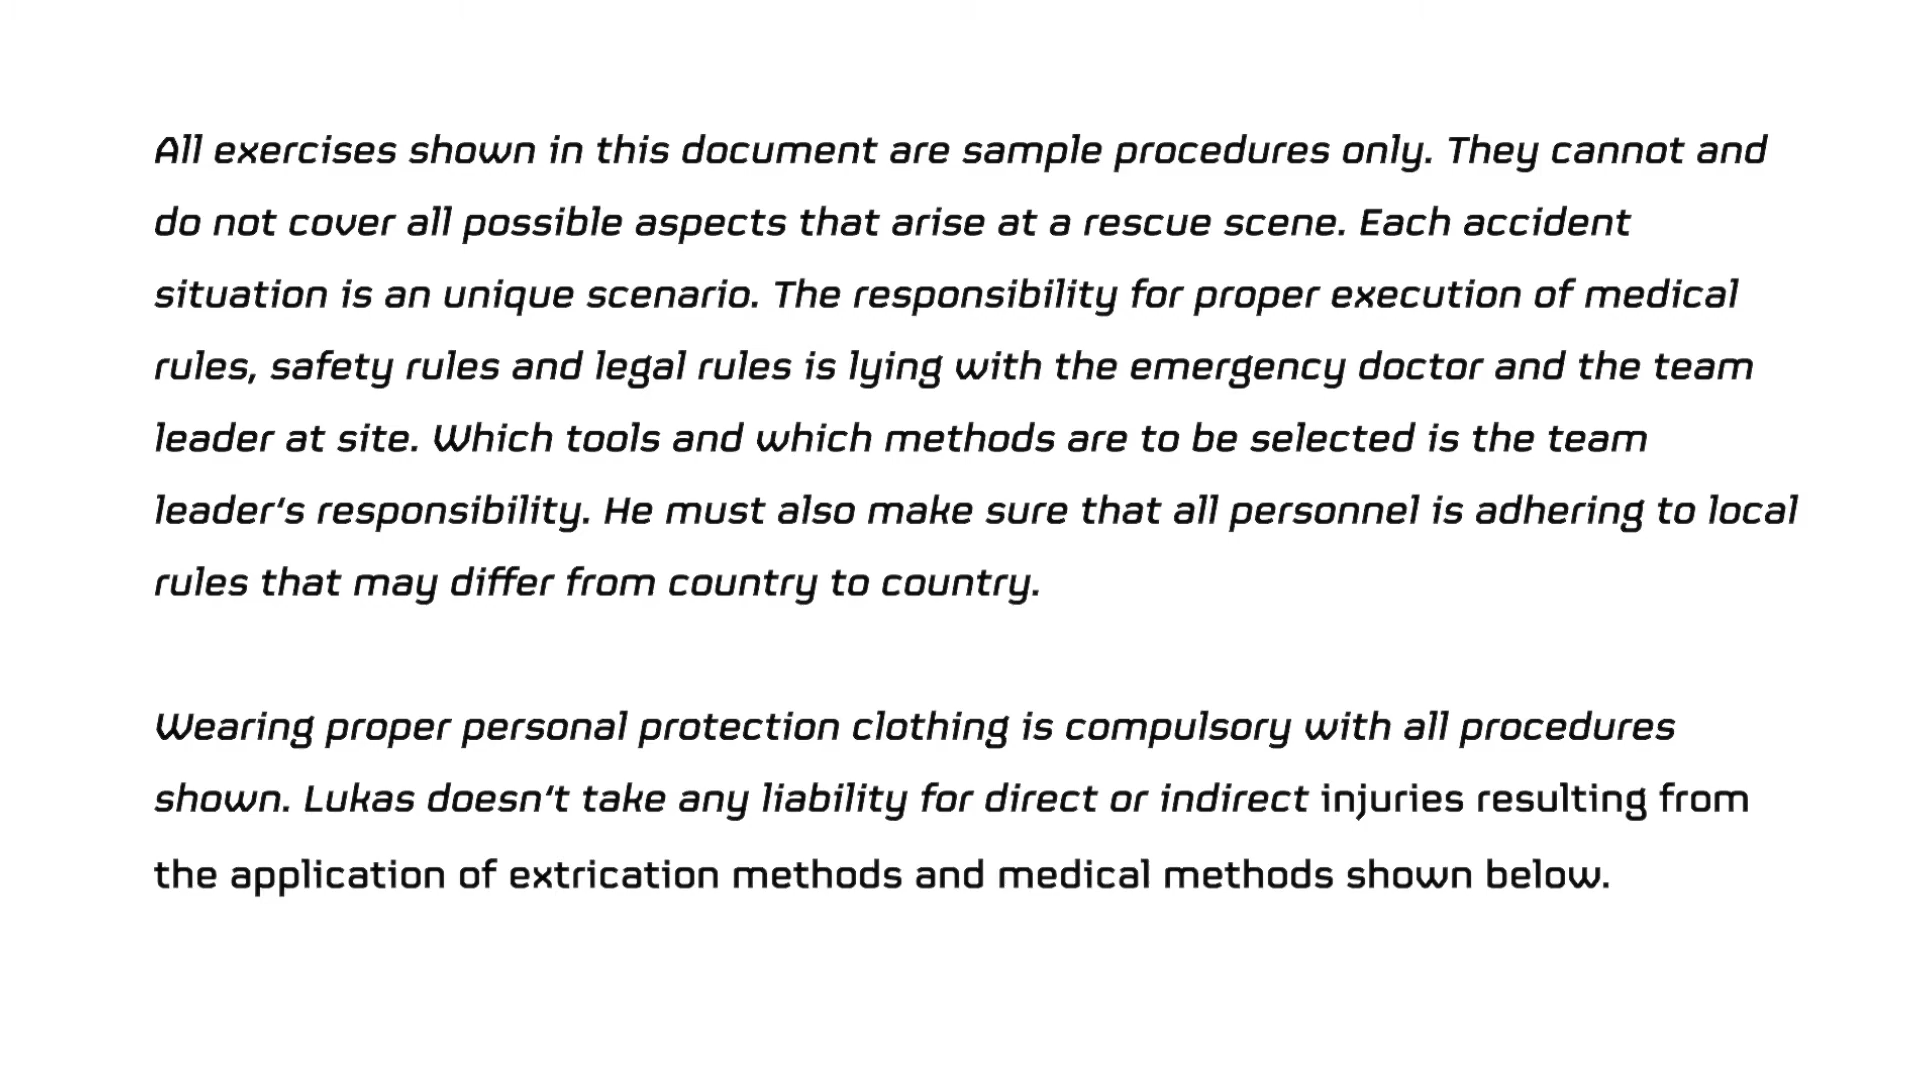 All exercises shown in this document are sample procedures only. They cannot and
do not cover all possible aspects that arise at a rescue scene. Each accident
situation is an unique scenario. The responsibility for proper execution of medical
rules, safety rules and legal rules is lying with the emergency doctor and the team
leader at site. Which tools and which methods are to be selected is the team
leader‘s responsibility. He must also make sure that all personnel is adhering to local
rules that may differ from country to country.
Wearing proper personal protection clothing is compulsory with all procedures
shown. Lukas doesn‘t take any liability for direct or indirect injuries resulting from
the application of extrication methods and medical methods shown below.